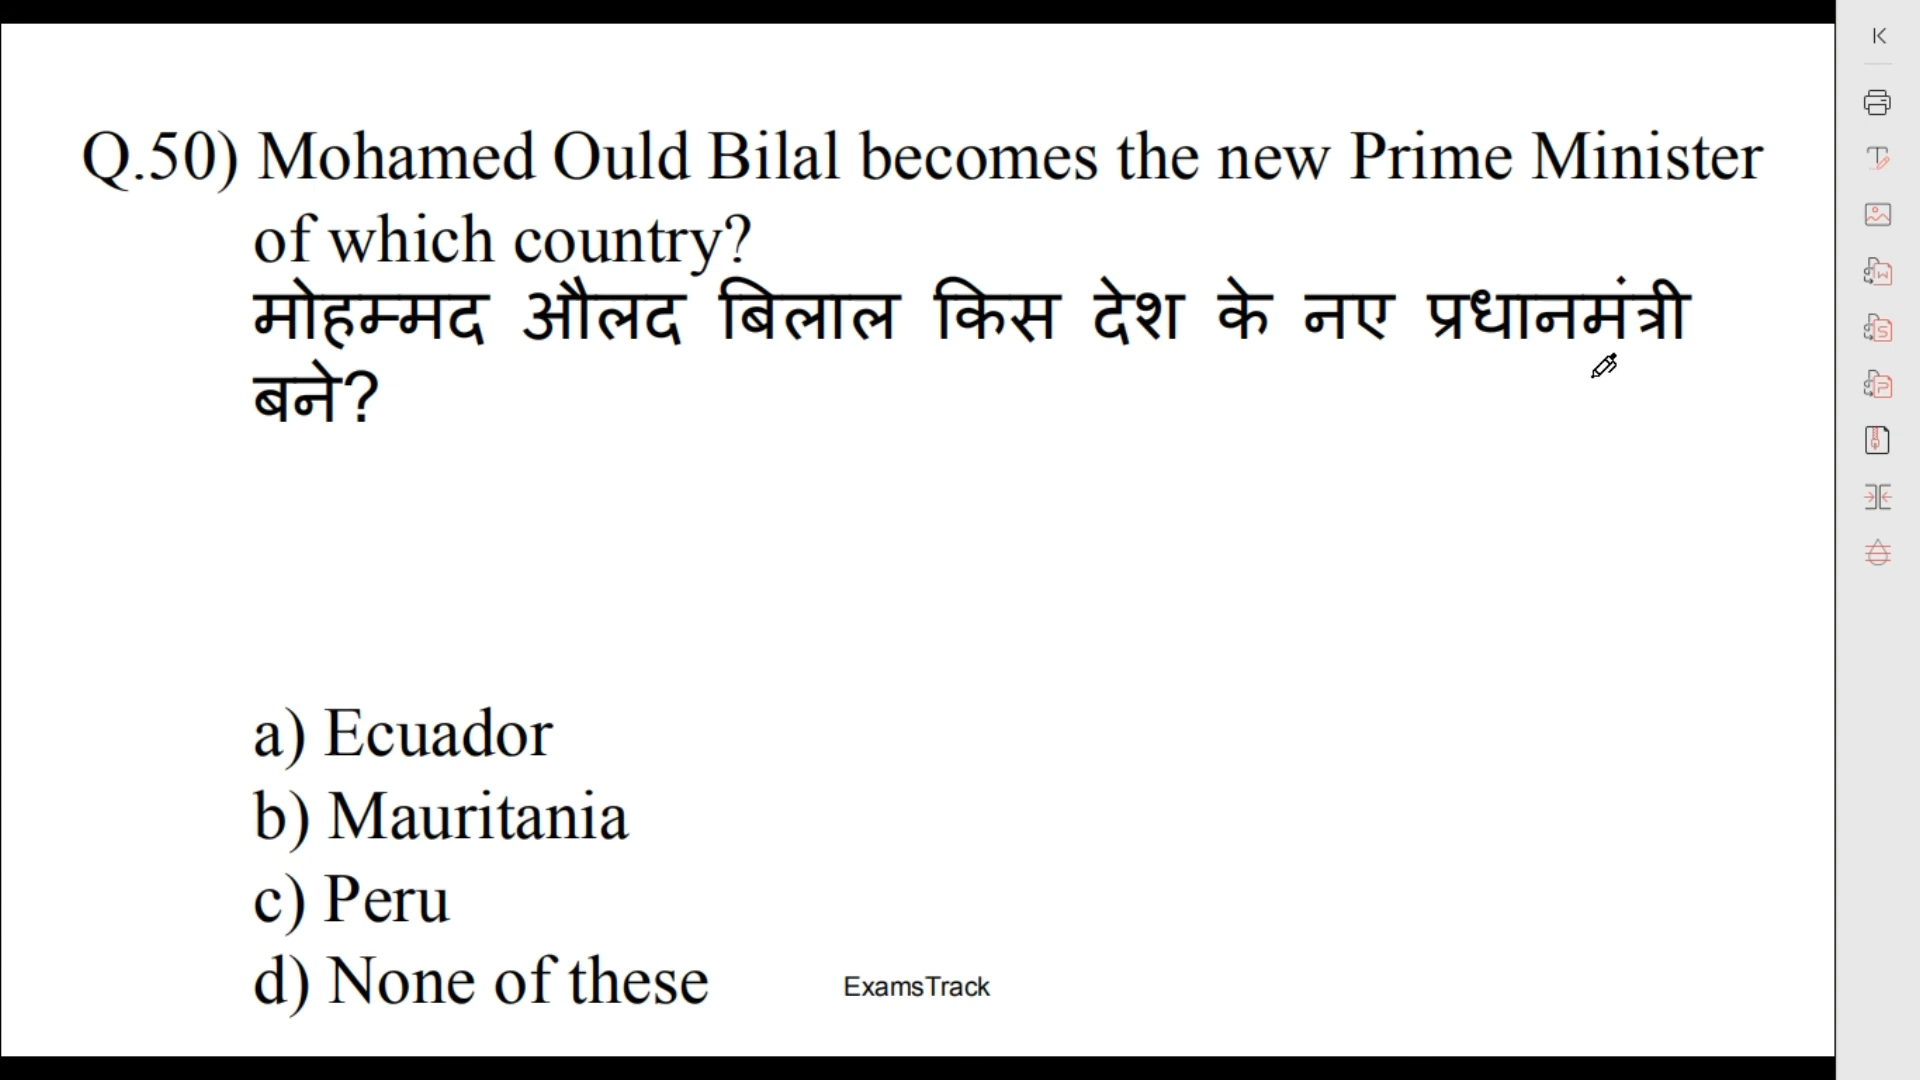 Q.50) Mohamed Ould Bilal becomes the new Prime Minister
of which country?
मोहम्मद औलद बिलाल किस देश के नए प्रधानमंत्री
बने?
a) Ecuador
b) Mauritania
c) Peru
d) None of these
ExamsTrack